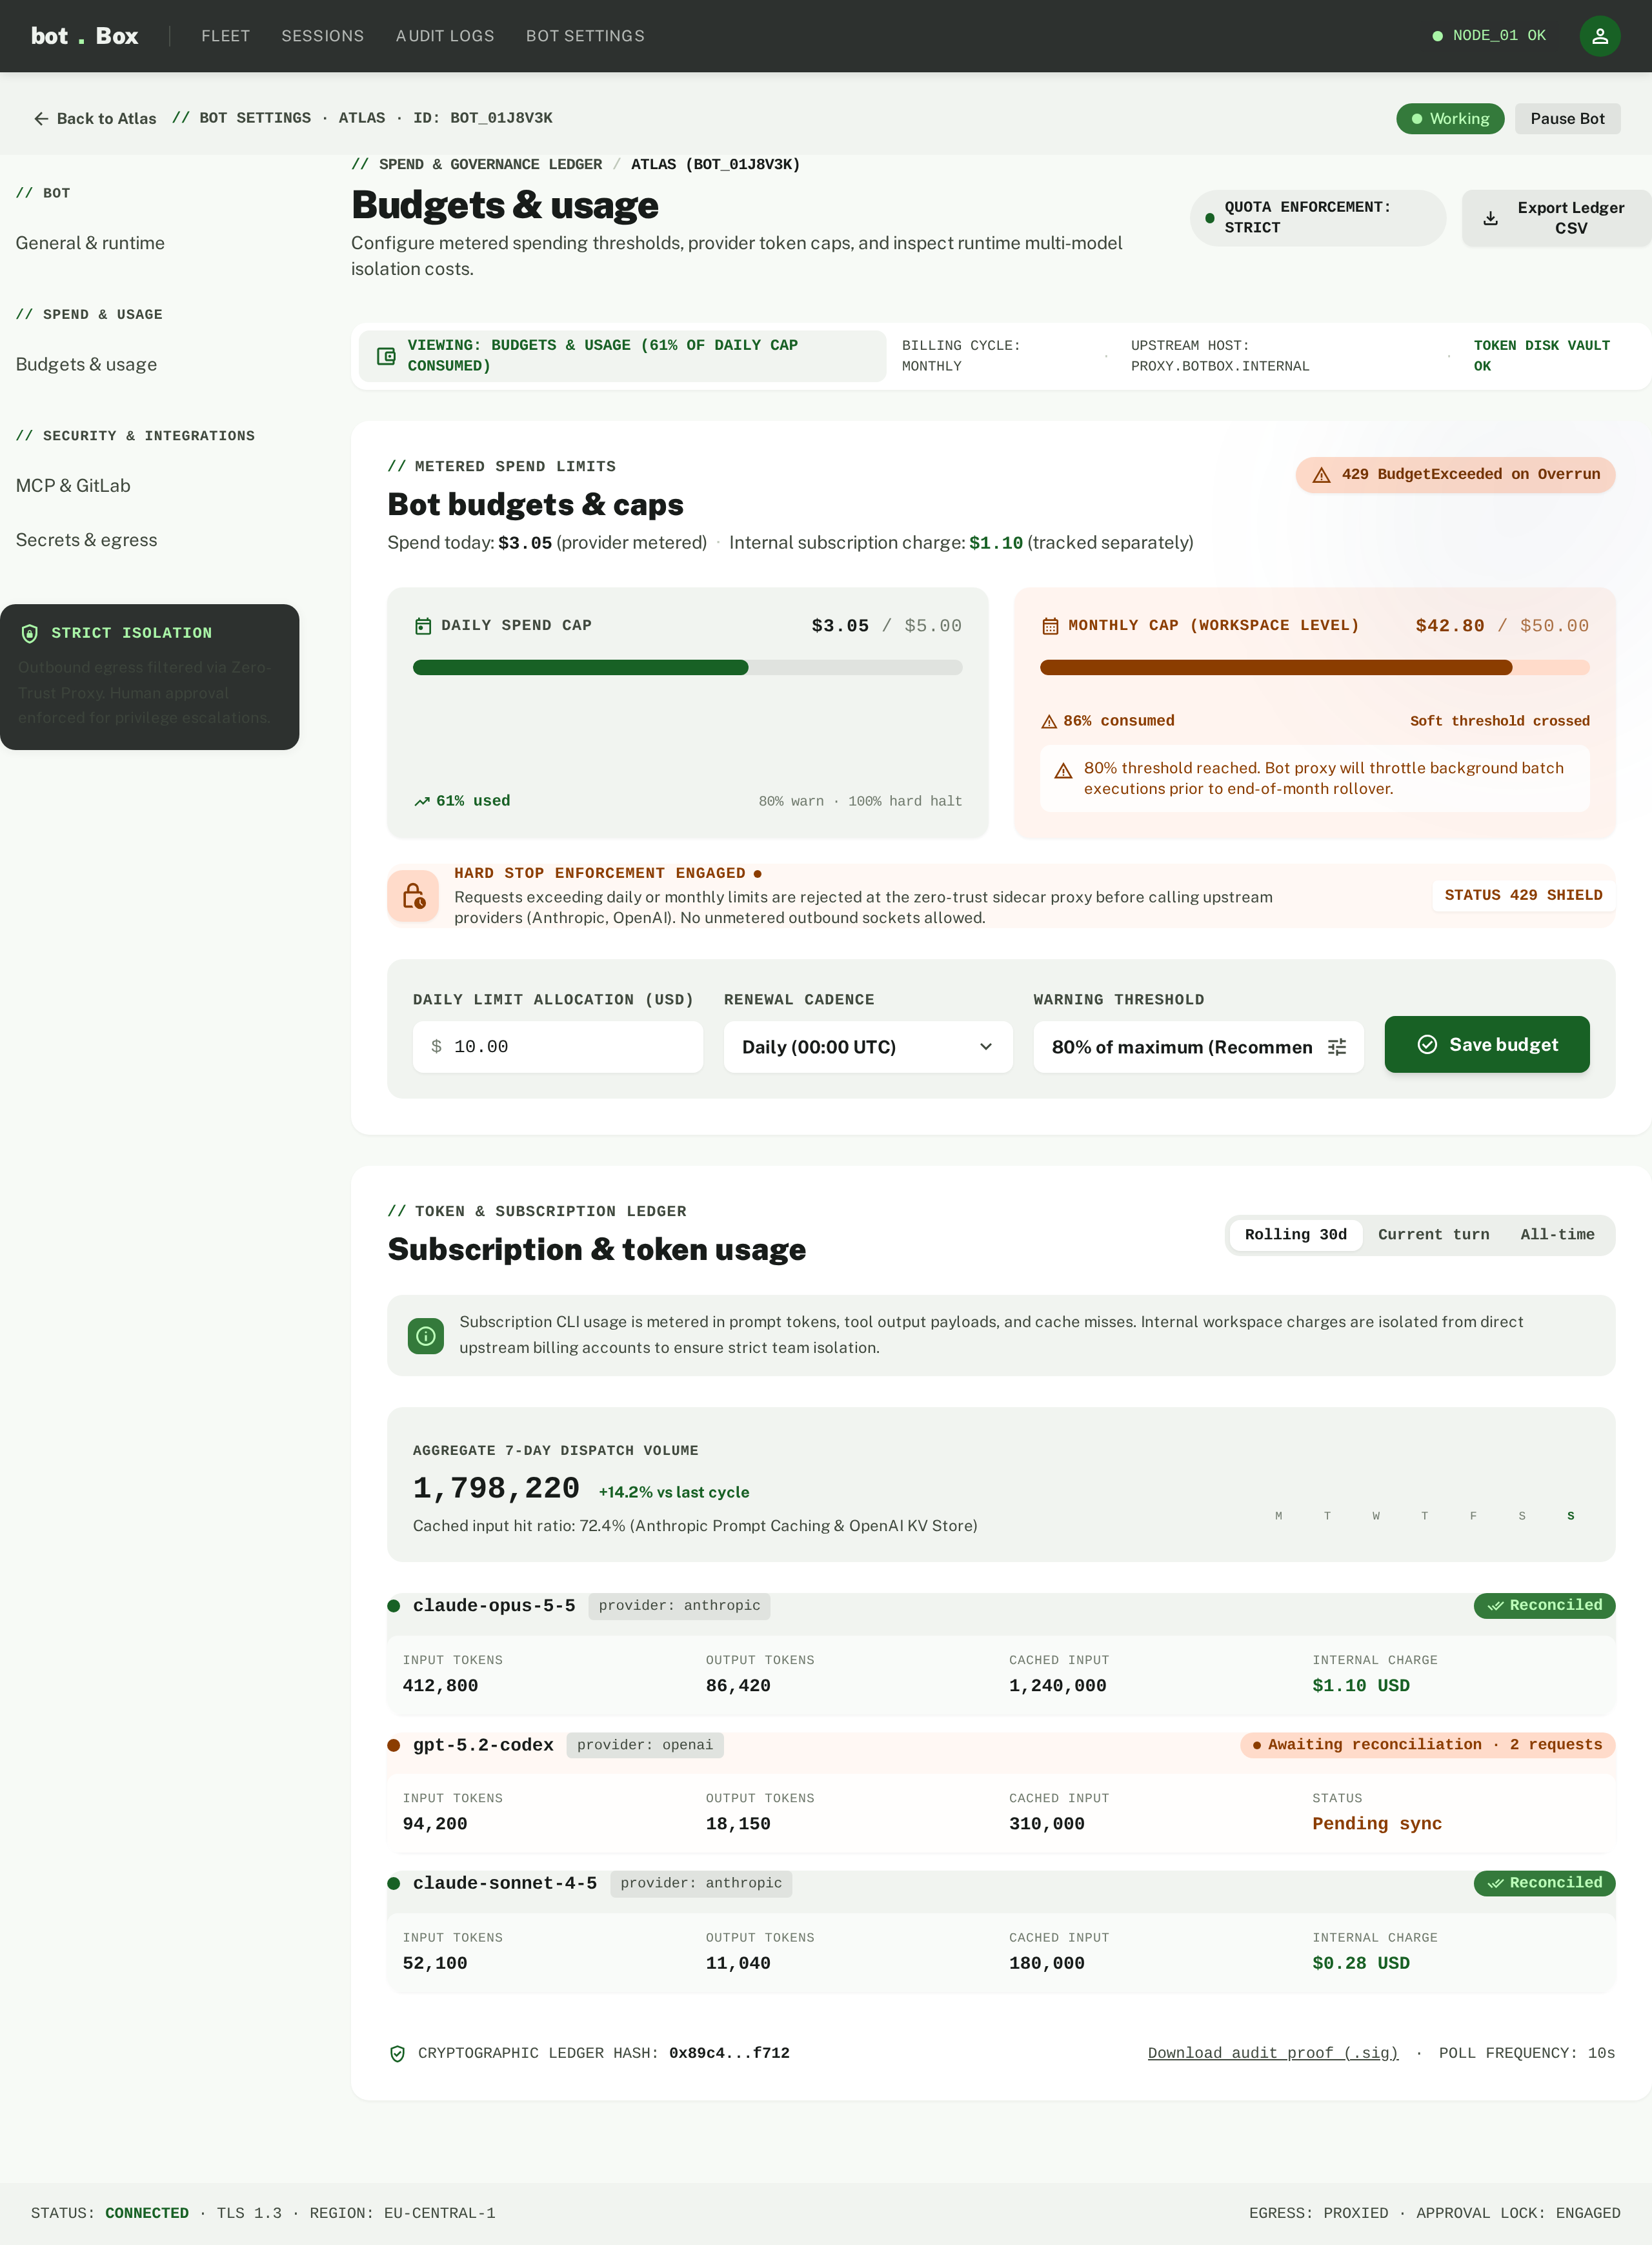 bot . Box
FLEET SESSIONS AUDIT LOGS BOT SETTINGS
NODE_01 OK
Back to Atlas // BOT SETTINGS · ATLAS · ID: BOT_01J8V3K
Working
Pause Bot
// BOT
General & runtime
// SPEND & USAGE
Budgets & usage
// SECURITY & INTEGRATIONS
MCP & GitLab
Secrets & egress
STRICT ISOLATION
Outbound egress filtered via Zero-
Trust Proxy. Human approval
enforced for privilege escalations.
// SPEND & GOVERNANCE LEDGER / ATLAS (BOT_01J8V3K)
Budgets & usage
Configure metered spending thresholds, provider token caps, and inspect runtime multi-model
isolation costs.
QUOTA ENFORCEMENT:
STRICT
Export Ledger
CSV
VIEWING: BUDGETS & USAGE (61% OF DAILY CAP
CONSUMED)
BILLING CYCLE:
MONTHLY
·
UPSTREAM HOST:
PROXY.BOTBOX.INTERNAL
·
TOKEN DISK VAULT
OK
// METERED SPEND LIMITS
Bot budgets & caps
Spend today: $3.05 (provider metered) · Internal subscription charge: $1.10 (tracked separately)
429 BudgetExceeded on Overrun
DAILY SPEND CAP $3.05 / $5.00
61% used 80% warn · 100% hard halt
MONTHLY CAP (WORKSPACE LEVEL) $42.80 / $50.00
86% consumed Soft threshold crossed
80% threshold reached. Bot proxy will throttle background batch
executions prior to end-of-month rollover.
HARD STOP ENFORCEMENT ENGAGED
Requests exceeding daily or monthly limits are rejected at the zero-trust sidecar proxy before calling upstream
providers (Anthropic, OpenAI). No unmetered outbound sockets allowed.
STATUS 429 SHIELD
DAILY LIMIT ALLOCATION (USD)
$ 10.00
RENEWAL CADENCE
Daily (00:00 UTC)
WARNING THRESHOLD
80% of maximum (Recommen
Save budget
// TOKEN & SUBSCRIPTION LEDGER
Subscription & token usage
Rolling 30d Current turn All-time
Subscription CLI usage is metered in prompt tokens, tool output payloads, and cache misses. Internal workspace charges are isolated from direct
upstream billing accounts to ensure strict team isolation.
AGGREGATE 7-DAY DISPATCH VOLUME
1,798,220 +14.2% vs last cycle
Cached input hit ratio: 72.4% (Anthropic Prompt Caching & OpenAI KV Store)
M T W T F S S
claude-opus-5-5 provider: anthropic Reconciled
INPUT TOKENS OUTPUT TOKENS CACHED INPUT INTERNAL CHARGE
412,800 86,420 1,240,000 $1.10 USD
gpt-5.2-codex provider: openai Awaiting reconciliation · 2 requests
INPUT TOKENS OUTPUT TOKENS CACHED INPUT STATUS
94,200 18,150 310,000 Pending sync
claude-sonnet-4-5 provider: anthropic Reconciled
INPUT TOKENS OUTPUT TOKENS CACHED INPUT INTERNAL CHARGE
52,100 11,040 180,000 $0.28 USD
CRYPTOGRAPHIC LEDGER HASH: 0x89c4...f712
Download audit proof (.sig) · POLL FREQUENCY: 10s
STATUS: CONNECTED · TLS 1.3 · REGION: EU-CENTRAL-1
EGRESS: PROXIED · APPROVAL LOCK: ENGAGED